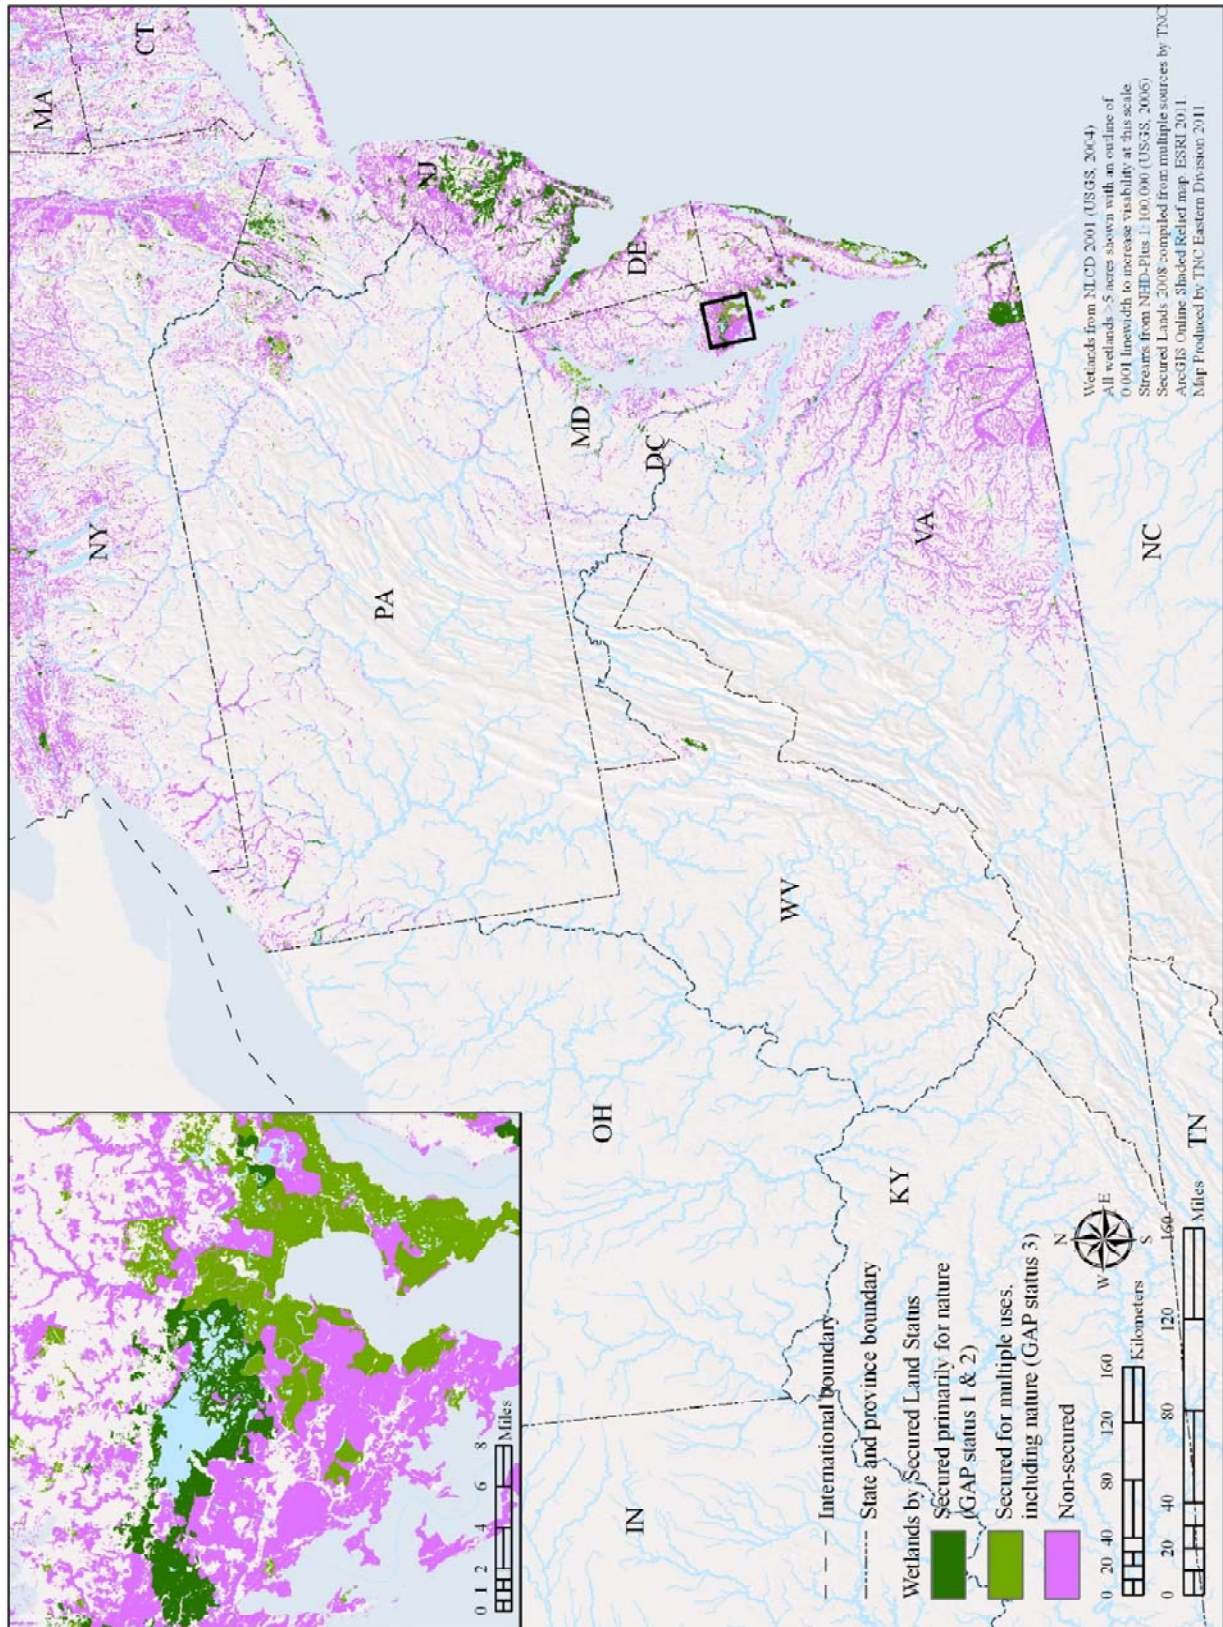 MA
CT
NY
NJ
PA
DE
MD
DC
OH
WV
VA
IN
KY
NC
TN
0 1 2 4 6 8
Miles
International boundary
State and province boundary
Wetlands by Secured Land Status
Secured primarily for nature
(GAP status 1 & 2)
Secured for multiple uses.
including nature (GAP status 3)
Non-secured
N
W E
S
0 20 40 80 120 160
Kilometers
0 20 40 80 120 160
Miles
Wetlands from NLCD 2001 (USGS, 2004)
All wetlands >5 acres shown with an outline of
0.001 linewidth to increase visability at this scale.
Streams from NHD-Plus 1: 100,000 (USGS, 2006)
Secured Lands 2008 compiled from multiple sources by TNC.
ArcGIS Online Shaded Relief map. ESRI 2011.
Map Produced by TNC Eastern Division 2011.